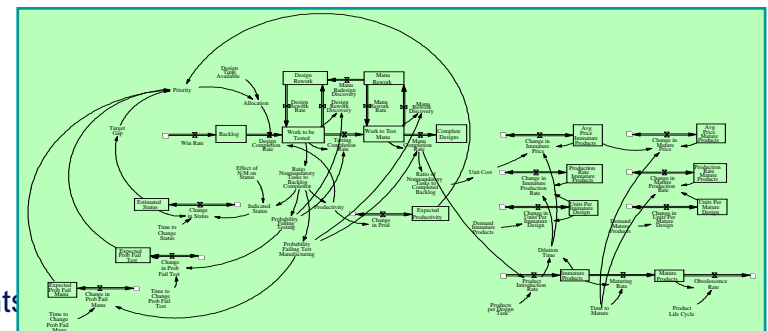 Design
Time
Available
Priority
Allocation
Design
Rework
Manu
Rework
Design
Rework
Rate
Manu
Redesign
Discovery
Design
Rework
Discovery
Manu
Rework
Rate
Manu
Rework
Discovery
Target
Gap
Win Rate
Backlog
Design
Completion
Rate
Work to be
Tested
Testing
Completion
Rate
Work to Test
Manu
Manu
Completion
Rate
Complete
Designs
Effect of
N/M on
Status
Ratio
Nonmandatory
Tasks to
Backlog
Completion
Ratio of
Nonmandatory
Tasks to
Completed
Backlog
Unit Cost
Estimated
Status
Change
in Status
Indicated
Status
Productivity
Change
in Prod
Expected
Productivity
Time to
Change
Status
Probability
Failing
Testing
Probability
Failing Test
Manufacturing
Expected
Prob Fail
Test
Change
in Prob
Fail Test
Expected
Prob Fail
Manu
Change in
Prob Fail
Manu
Time to
Change
Prob Fail
Test
Time to
Change
Prob Fail
Manu
Change in
Immature
Price
Avg
Price
Immature
Products
Change in
Mature
Price
Avg
Price
Mature
Products
Change in
Immature
Production
Rate
Production
Rate
Immature
Products
Change in
Mature
Production Rate
Production
Rate
Mature
Products
Change in
Units Per
Immature
Design
Units Per
Immature
Design
Change in
Units Per
Mature
Design
Units Per
Mature
Design
Demand
Immature
Products
Demand
Mature
Products
Dilution
Time
Product
Introduction
Rate
Immature
Products
Maturing
Rate
Mature
Products
Obsolescence
Rate
Products
per Design
Task
Time to
Mature
Product
Life Cycle
nts